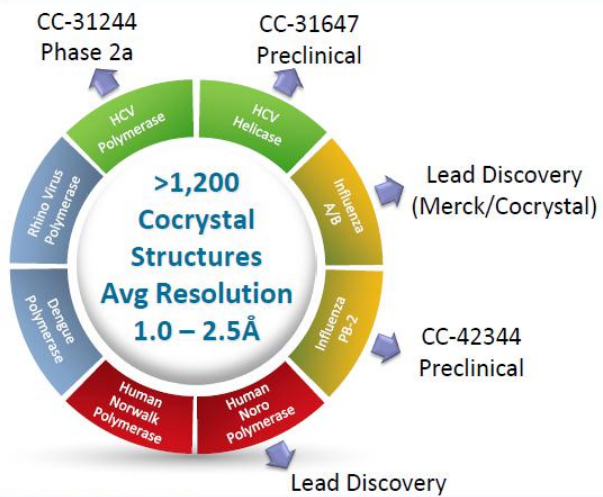 CC-31244
Phase 2a
CC-31647
Preclinical
HCV
Polymerase
HCV
Helicase
Rhino Virus
Polymerase
Influenza
A/B
Lead Discovery
(Merck/Cocrystal)
>1,200
Cocrystal
Structures
Avg Resolution
1.0 – 2.5Å
Dengue
Polymerase
Influenza
PB-2
CC-42344
Preclinical
Human
Norwalk
Polymerase
Human
Noro
Polymerase
Lead Discovery